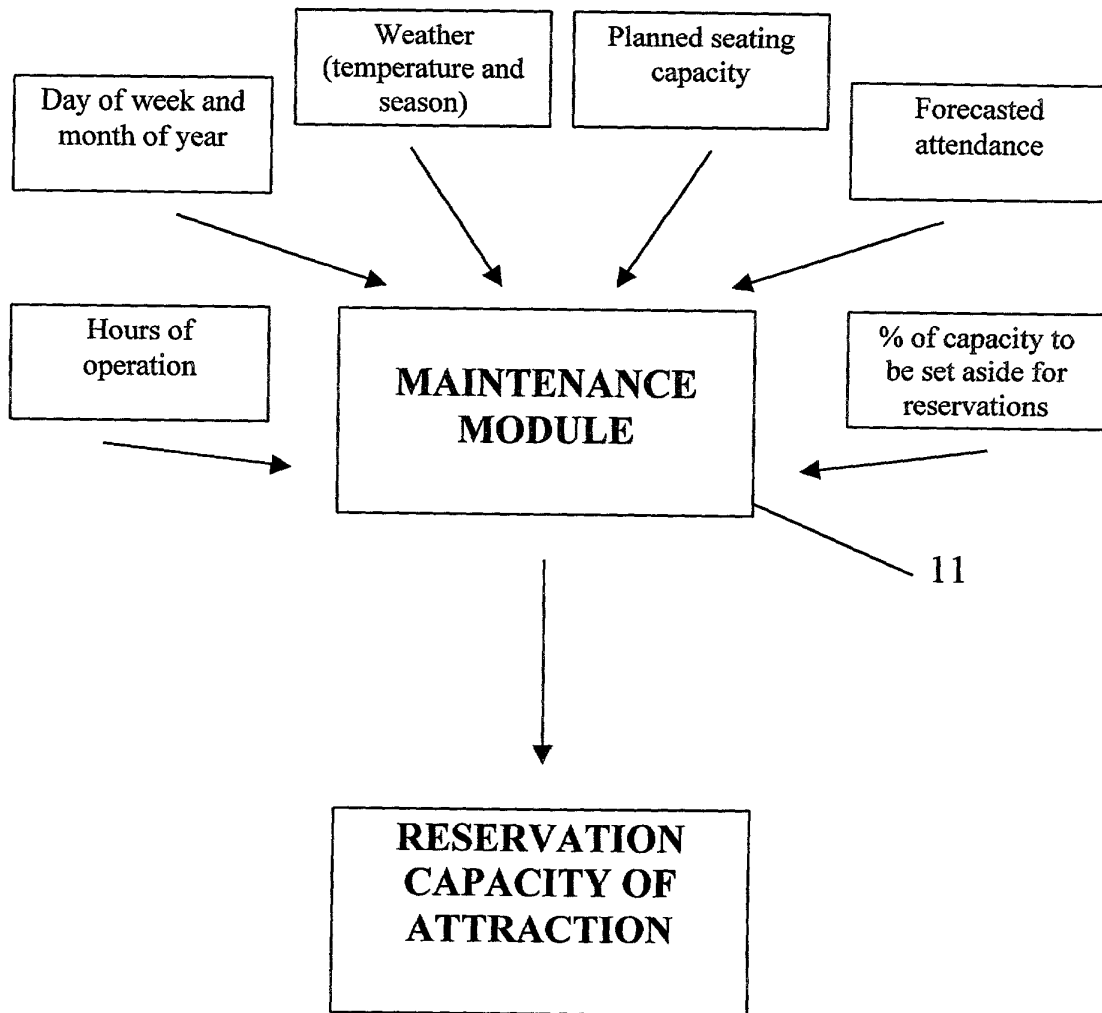 Weather
(temperature and
season)
Planned seating
capacity
Day of week and
month of year
Forecasted
attendance
Hours of
operation
MAINTENANCE
MODULE
% of capacity to
be set aside for
reservations
11
RESERVATION
CAPACITY OF
ATTRACTION